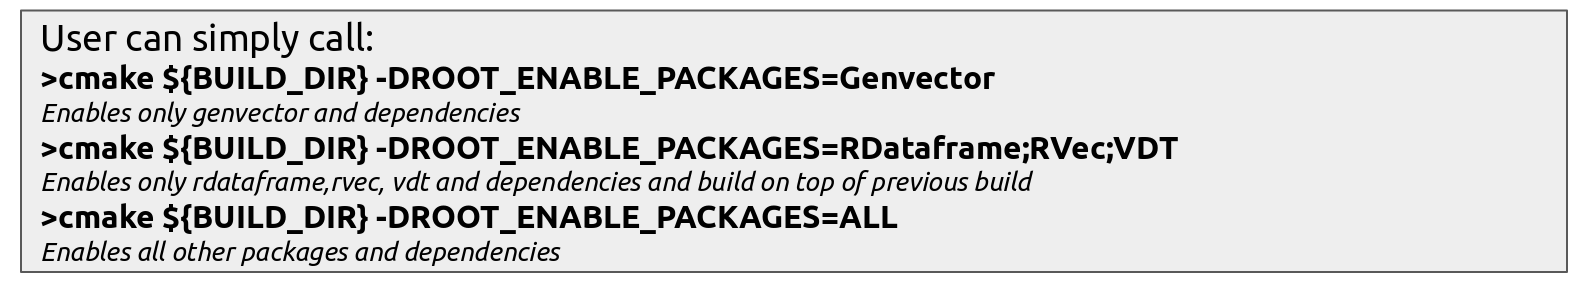 User can simply call:
>cmake ${BUILD_DIR} -DROOT_ENABLE_PACKAGES=Genvector
Enables only genvector and dependencies
>cmake ${BUILD_DIR} -DROOT_ENABLE_PACKAGES=RDataframe;RVec;VDT
Enables only rdataframe,rvec, vdt and dependencies and build on top of previous build
>cmake ${BUILD_DIR} -DROOT_ENABLE_PACKAGES=ALL
Enables all other packages and dependencies